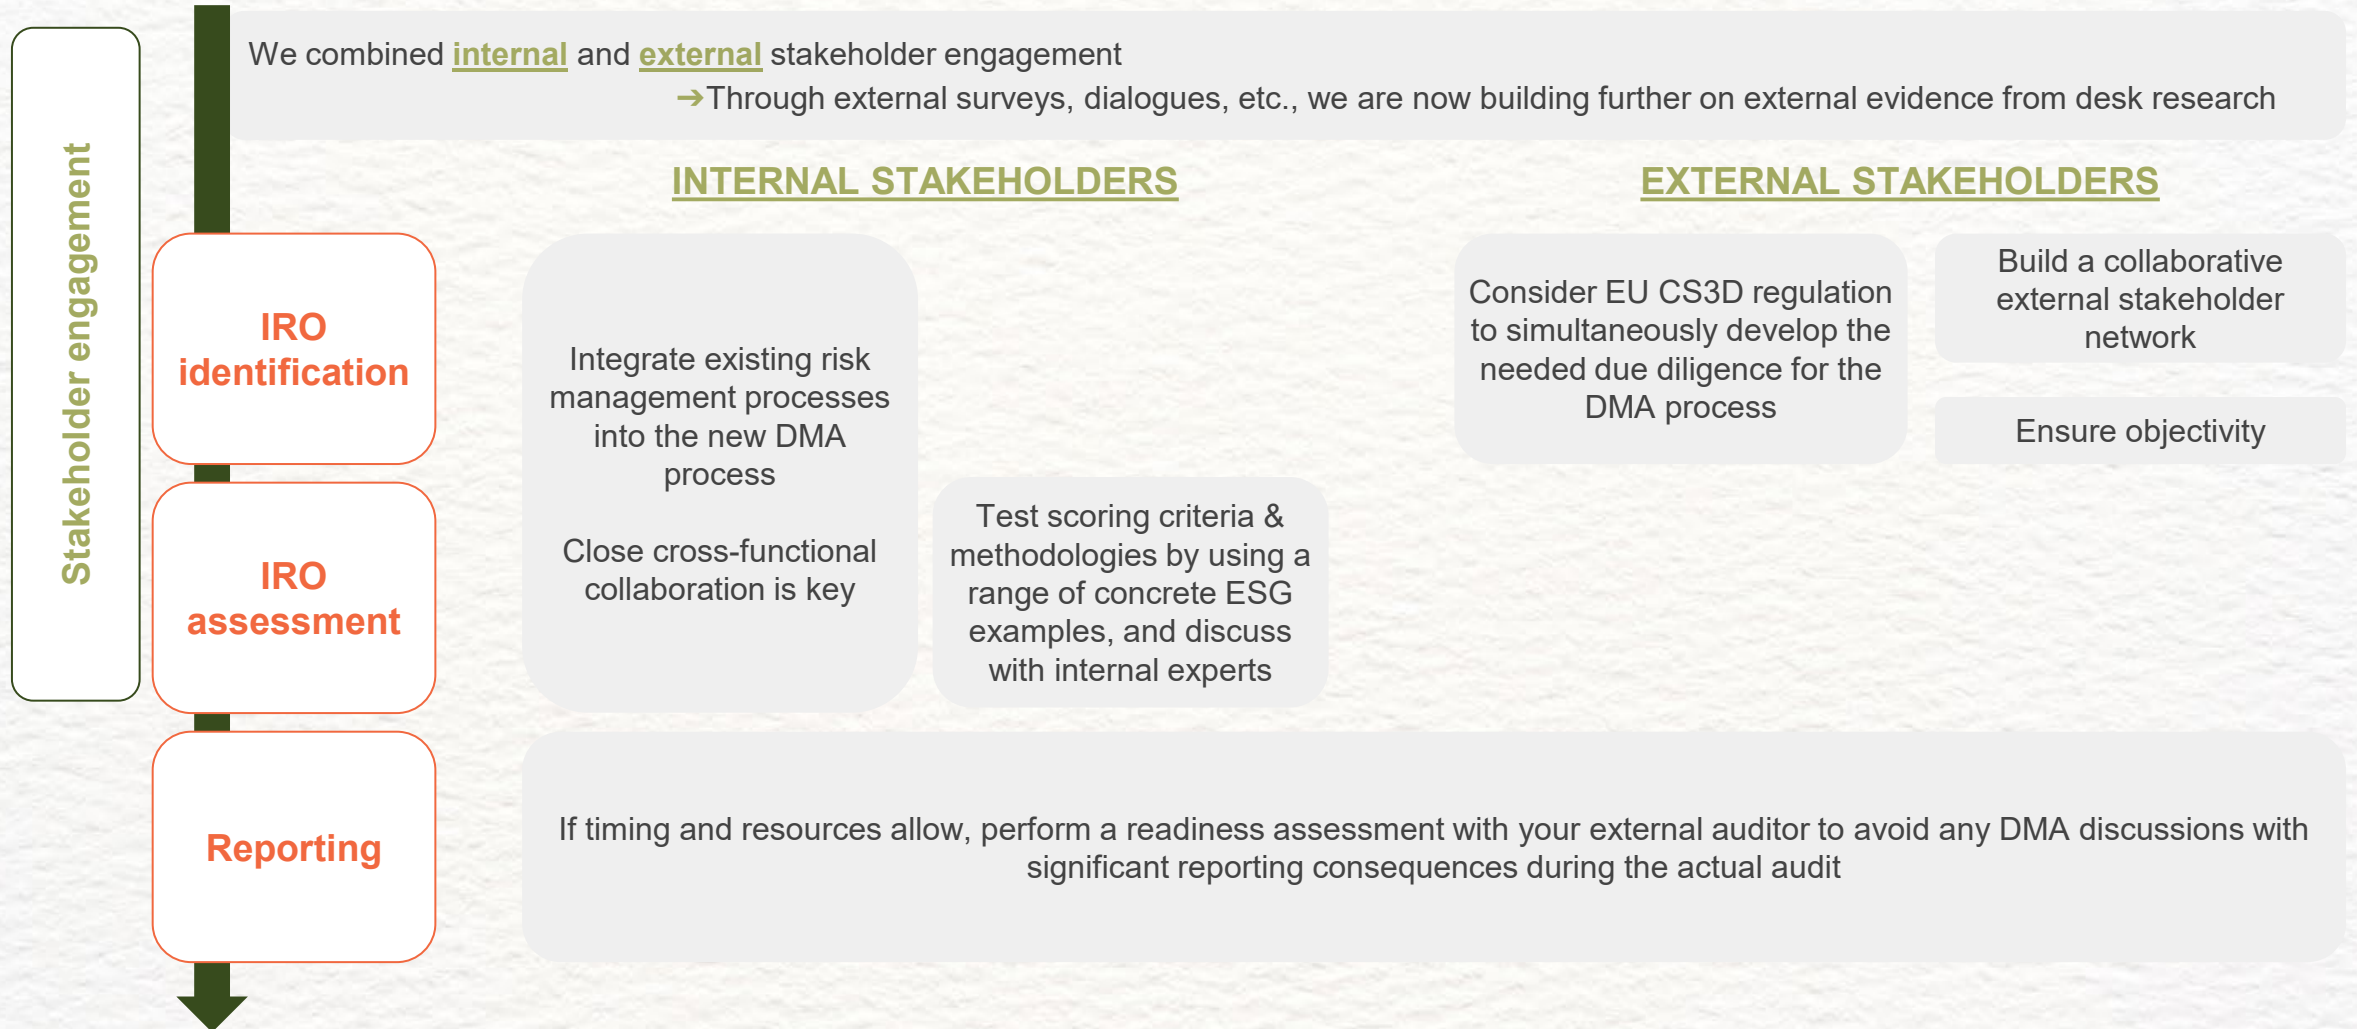 Stakeholder engagement
We combined internal and external stakeholder engagement
➔Through external surveys, dialogues, etc., we are now building further on external evidence from desk research
INTERNAL STAKEHOLDERS
EXTERNAL STAKEHOLDERS
IRO
identification
Integrate existing risk
management processes
into the new DMA
process
Close cross-functional
collaboration is key
Consider EU CS3D regulation
to simultaneously develop the
needed due diligence for the
DMA process
Build a collaborative
external stakeholder
network
Ensure objectivity
IRO
assessment
Test scoring criteria &
methodologies by using a
range of concrete ESG
examples, and discuss
with internal experts
Reporting
If timing and resources allow, perform a readiness assessment with your external auditor to avoid any DMA discussions with
significant reporting consequences during the actual audit